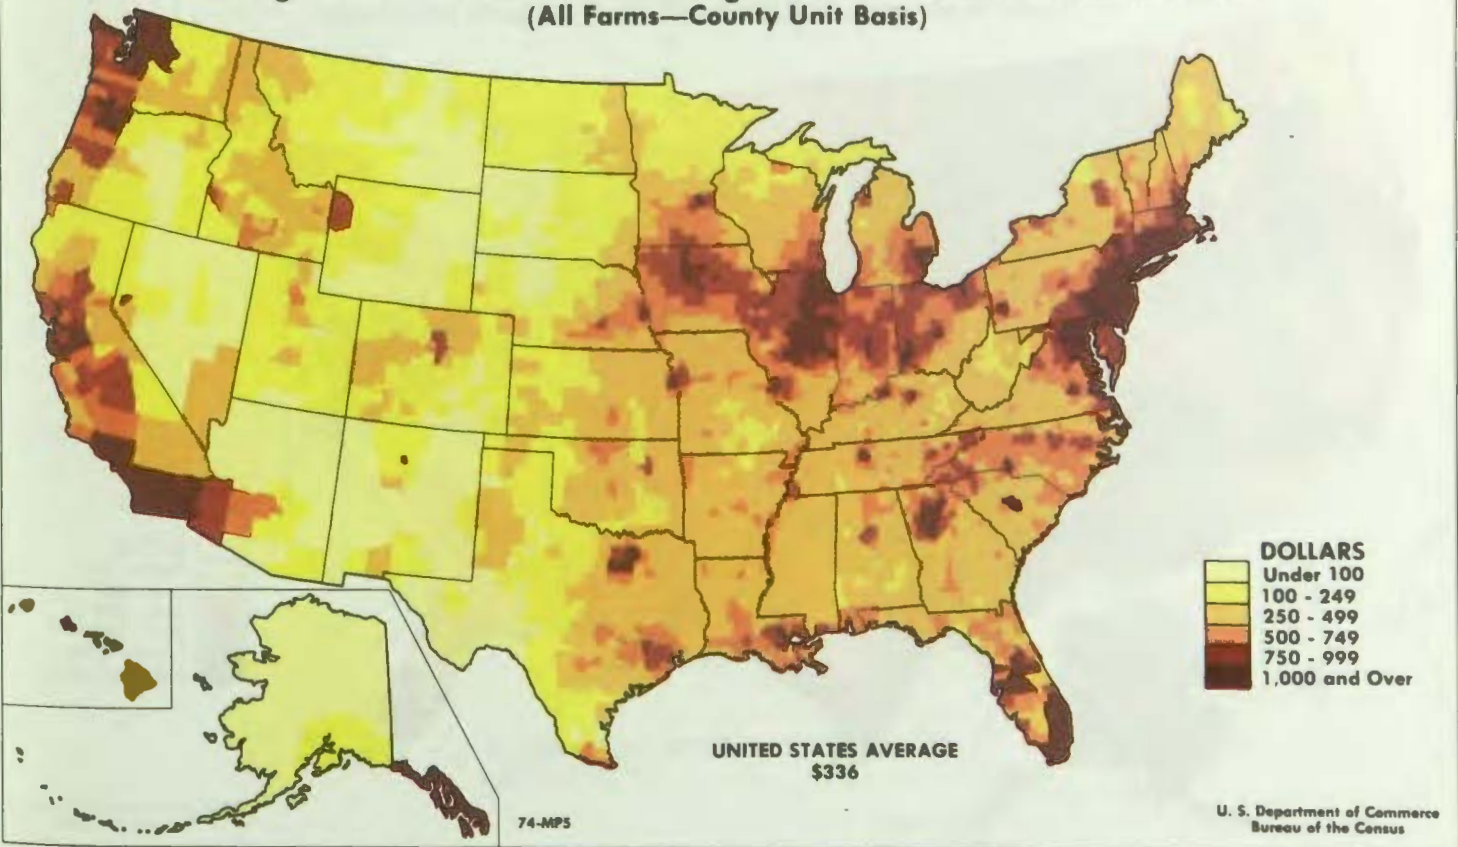 (All Farms—County Unit Basis)
DOLLARS
Under 100
100 - 249
250 - 499
500 - 749
750 - 999
1,000 and Over
UNITED STATES AVERAGE
$336
74-MP5
U. S. Department of Commerce
Bureau of the Census